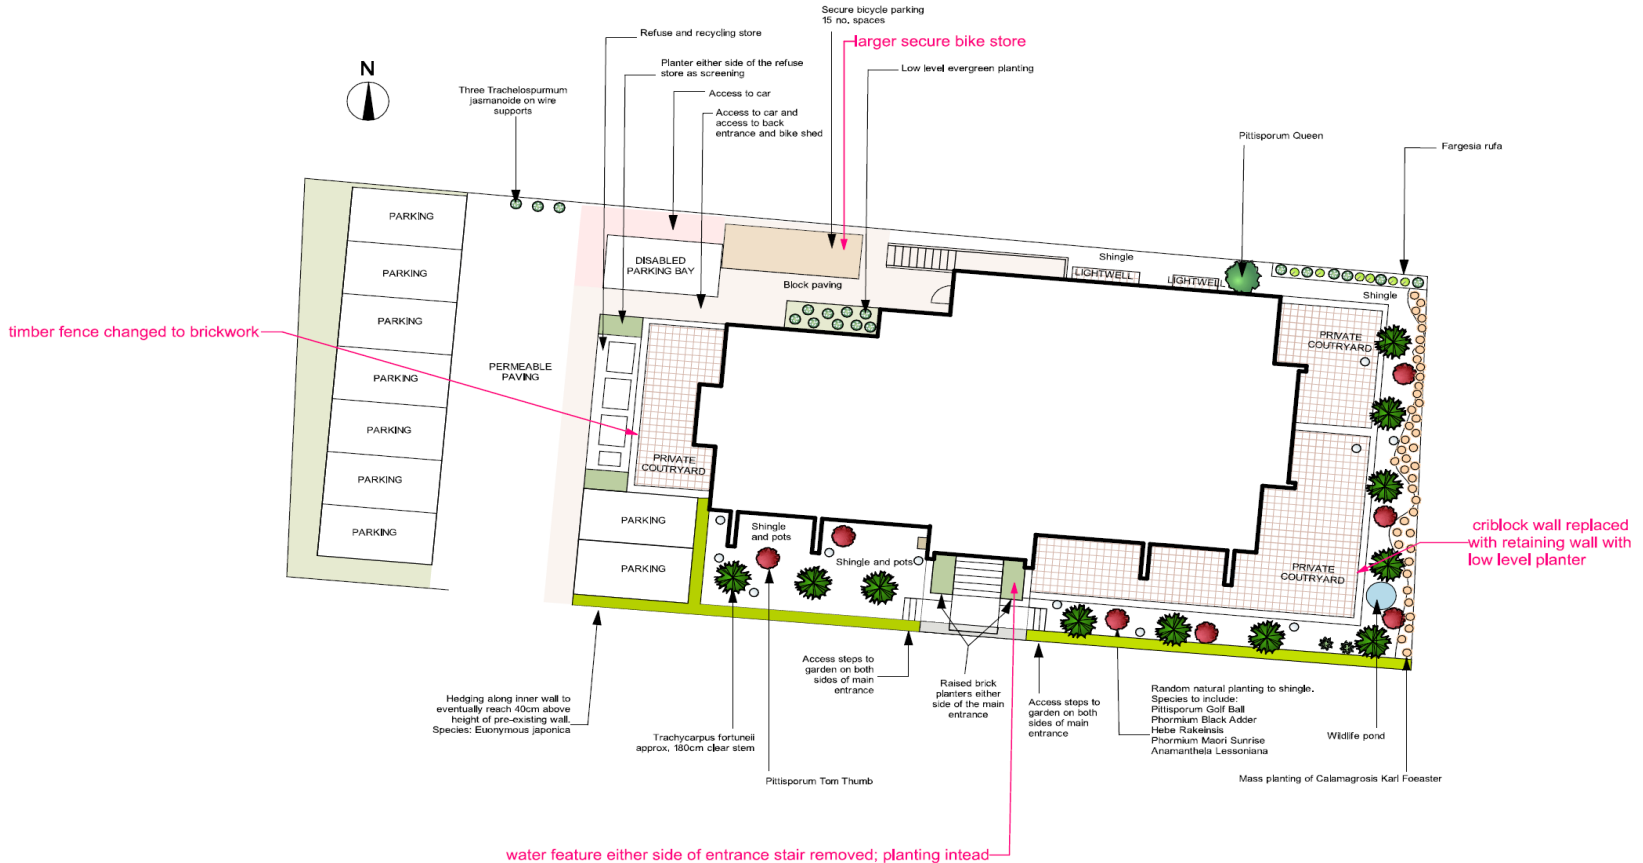 Secure bicycle parking
15 no. spaces
larger secure bike store
Refuse and recycling store
Planter either side of the refuse
store as screening
Low level evergreen planting
N
Three Trachelospurmum
jasmanoide on wire
supports
Access to car
Access to car and
access to back
entrance and bike shed
Pittisporum Queen
Fargesia rufa
PARKING
PARKING
PARKING
PARKING
PARKING
PARKING
PARKING
DISABLED
PARKING BAY
Block paving
Shingle
LIGHTWELL
LIGHTWELL
Shingle
timber fence changed to brickwork
PERMEABLE
PAVING
PRIVATE
COUTRYARD
PRIVATE
COUTRYARD
PARKING
PARKING
Shingle
and pots
Shingle and pots
PRIVATE
COUTRYARD
criblock wall replaced
with retaining wall with
low level planter
Hedging along inner wall to
eventually reach 40cm above
height of pre-existing wall.
Species: Euonymous japonica
Trachycarpus fortuneii
approx, 180cm clear stem
Pittisporum Tom Thumb
Access steps to
garden on both
sides of main
entrance
Raised brick
planters either
side of the main
entrance
Access steps to
garden on both
sides of main
entrance
Random natural planting to shingle.
Species to include:
Pittisporum Golf Ball
Phormium Black Adder
Hebe Rakeinsis
Phormium Maori Sunrise
Anamanthela Lessoniana
Wildlife pond
Mass planting of Calamagrosis Karl Foeaster
water feature either side of entrance stair removed; planting intead